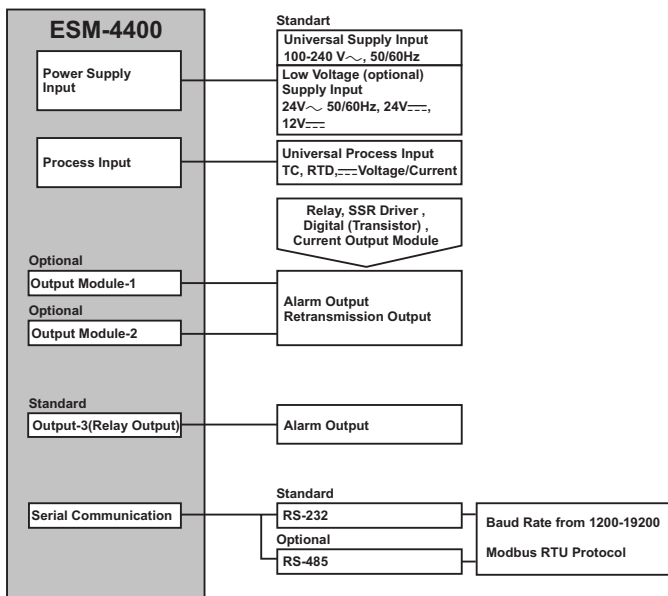 ESM-4400
Standart
Universal Supply Input
100-240 V～, 50/60Hz
Power Supply
Input
Low Voltage (optional)
Supply Input
24V～ 50/60Hz, 24V⎓,
12V⎓
Process Input
Universal Process Input
TC, RTD,⎓Voltage/Current
Relay, SSR Driver ,
Digital (Transistor) ,
Current Output Module
Optional
Output Module-1
Optional
Output Module-2
Alarm Output
Retransmission Output
Standard
Output-3(Relay Output)
Alarm Output
Serial Communication
Standard
RS-232
Optional
RS-485
Baud Rate from 1200-19200
Modbus RTU Protocol